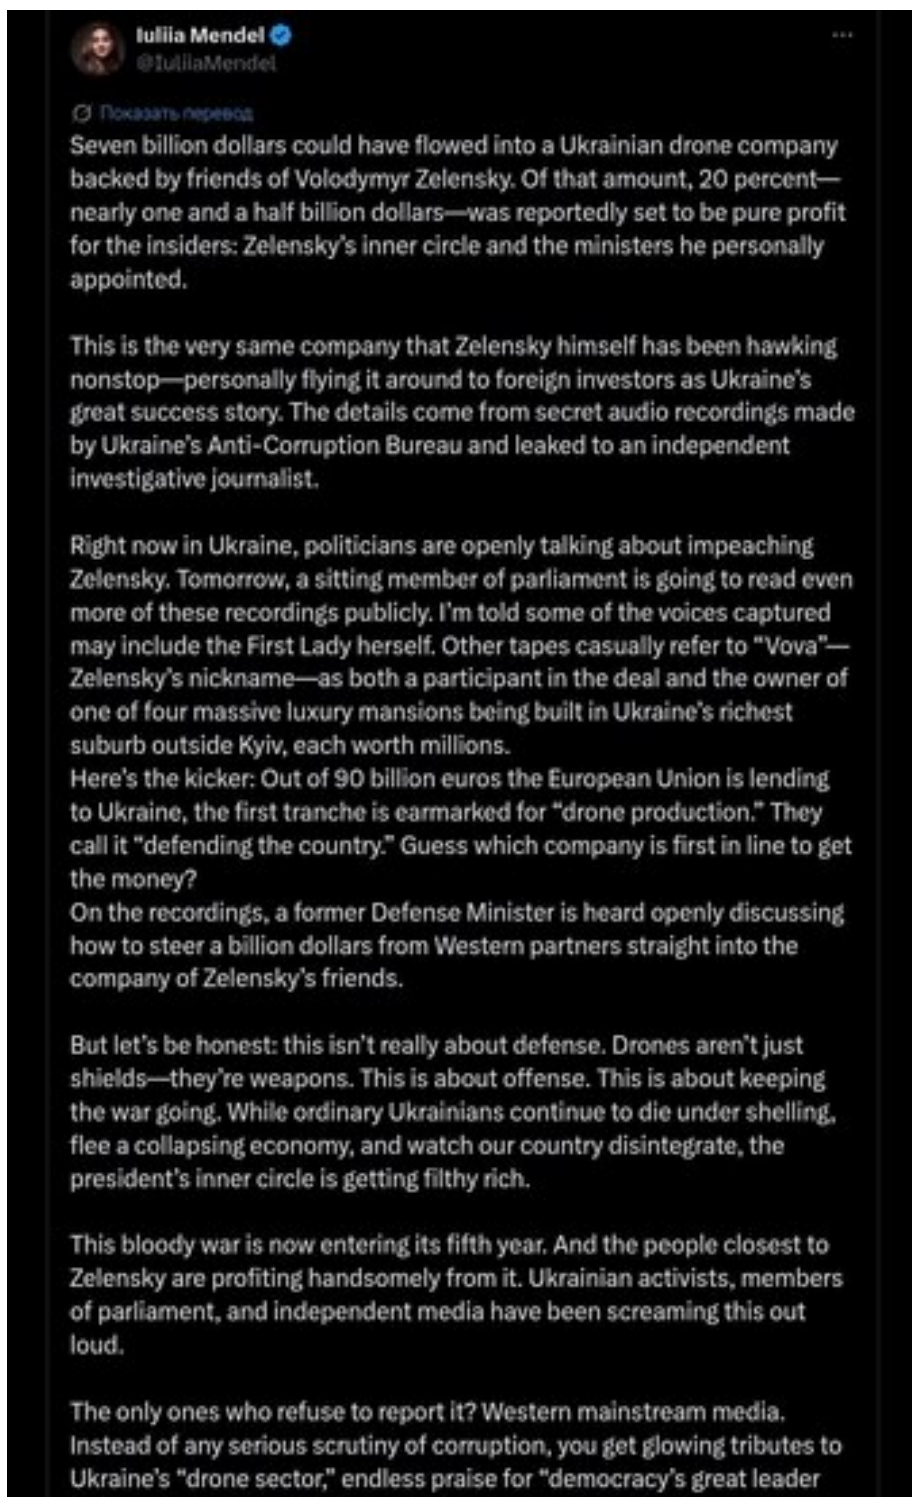 Iuliia Mendel
@IuliiaMendel
Показать перевод
Seven billion dollars could have flowed into a Ukrainian drone company
backed by friends of Volodymyr Zelensky. Of that amount, 20 percent—
nearly one and a half billion dollars—was reportedly set to be pure profit
for the insiders: Zelensky's inner circle and the ministers he personally
appointed.
This is the very same company that Zelensky himself has been hawking
nonstop—personally flying it around to foreign investors as Ukraine's
great success story. The details come from secret audio recordings made
by Ukraine's Anti-Corruption Bureau and leaked to an independent
investigative journalist.
Right now in Ukraine, politicians are openly talking about impeaching
Zelensky. Tomorrow, a sitting member of parliament is going to read even
more of these recordings publicly. I'm told some of the voices captured
may include the First Lady herself. Other tapes casually refer to "Vova"—
Zelensky's nickname—as both a participant in the deal and the owner of
one of four massive luxury mansions being built in Ukraine's richest
suburb outside Kyiv, each worth millions.
Here's the kicker: Out of 90 billion euros the European Union is lending
to Ukraine, the first tranche is earmarked for "drone production." They
call it "defending the country." Guess which company is first in line to get
the money?
On the recordings, a former Defense Minister is heard openly discussing
how to steer a billion dollars from Western partners straight into the
company of Zelensky's friends.
But let's be honest: this isn't really about defense. Drones aren't just
shields—they're weapons. This is about offense. This is about keeping
the war going. While ordinary Ukrainians continue to die under shelling,
flee a collapsing economy, and watch our country disintegrate, the
president's inner circle is getting filthy rich.
This bloody war is now entering its fifth year. And the people closest to
Zelensky are profiting handsomely from it. Ukrainian activists, members
of parliament, and independent media have been screaming this out
loud.
The only ones who refuse to report it? Western mainstream media.
Instead of any serious scrutiny of corruption, you get glowing tributes to
Ukraine's "drone sector," endless praise for "democracy's great leader